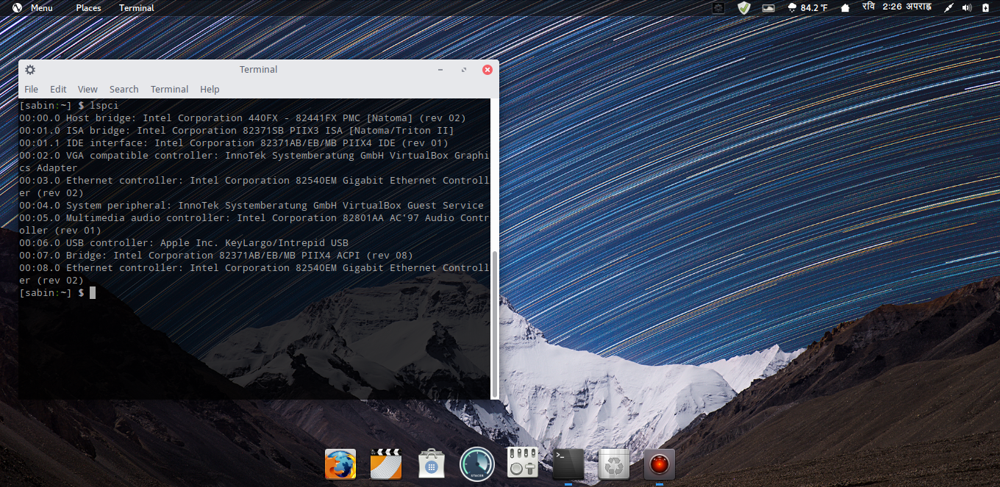 Menu Places Terminal 84.2 °F रवि 2:26 अपराह्न
Terminal
File Edit View Search Terminal Help
[sabin:~] $ lspci
00:00.0 Host bridge: Intel Corporation 440FX - 82441FX PMC [Natoma] (rev 02)
00:01.0 ISA bridge: Intel Corporation 82371SB PIIX3 ISA [Natoma/Triton II]
00:01.1 IDE interface: Intel Corporation 82371AB/EB/MB PIIX4 IDE (rev 01)
00:02.0 VGA compatible controller: InnoTek Systemberatung GmbH VirtualBox Graphi
cs Adapter
00:03.0 Ethernet controller: Intel Corporation 82540EM Gigabit Ethernet Controll
er (rev 02)
00:04.0 System peripheral: InnoTek Systemberatung GmbH VirtualBox Guest Service
00:05.0 Multimedia audio controller: Intel Corporation 82801AA AC'97 Audio Contr
oller (rev 01)
00:06.0 USB controller: Apple Inc. KeyLargo/Intrepid USB
00:07.0 Bridge: Intel Corporation 82371AB/EB/MB PIIX4 ACPI (rev 08)
00:08.0 Ethernet controller: Intel Corporation 82540EM Gigabit Ethernet Controll
er (rev 02)
[sabin:~] $
STACER
>_